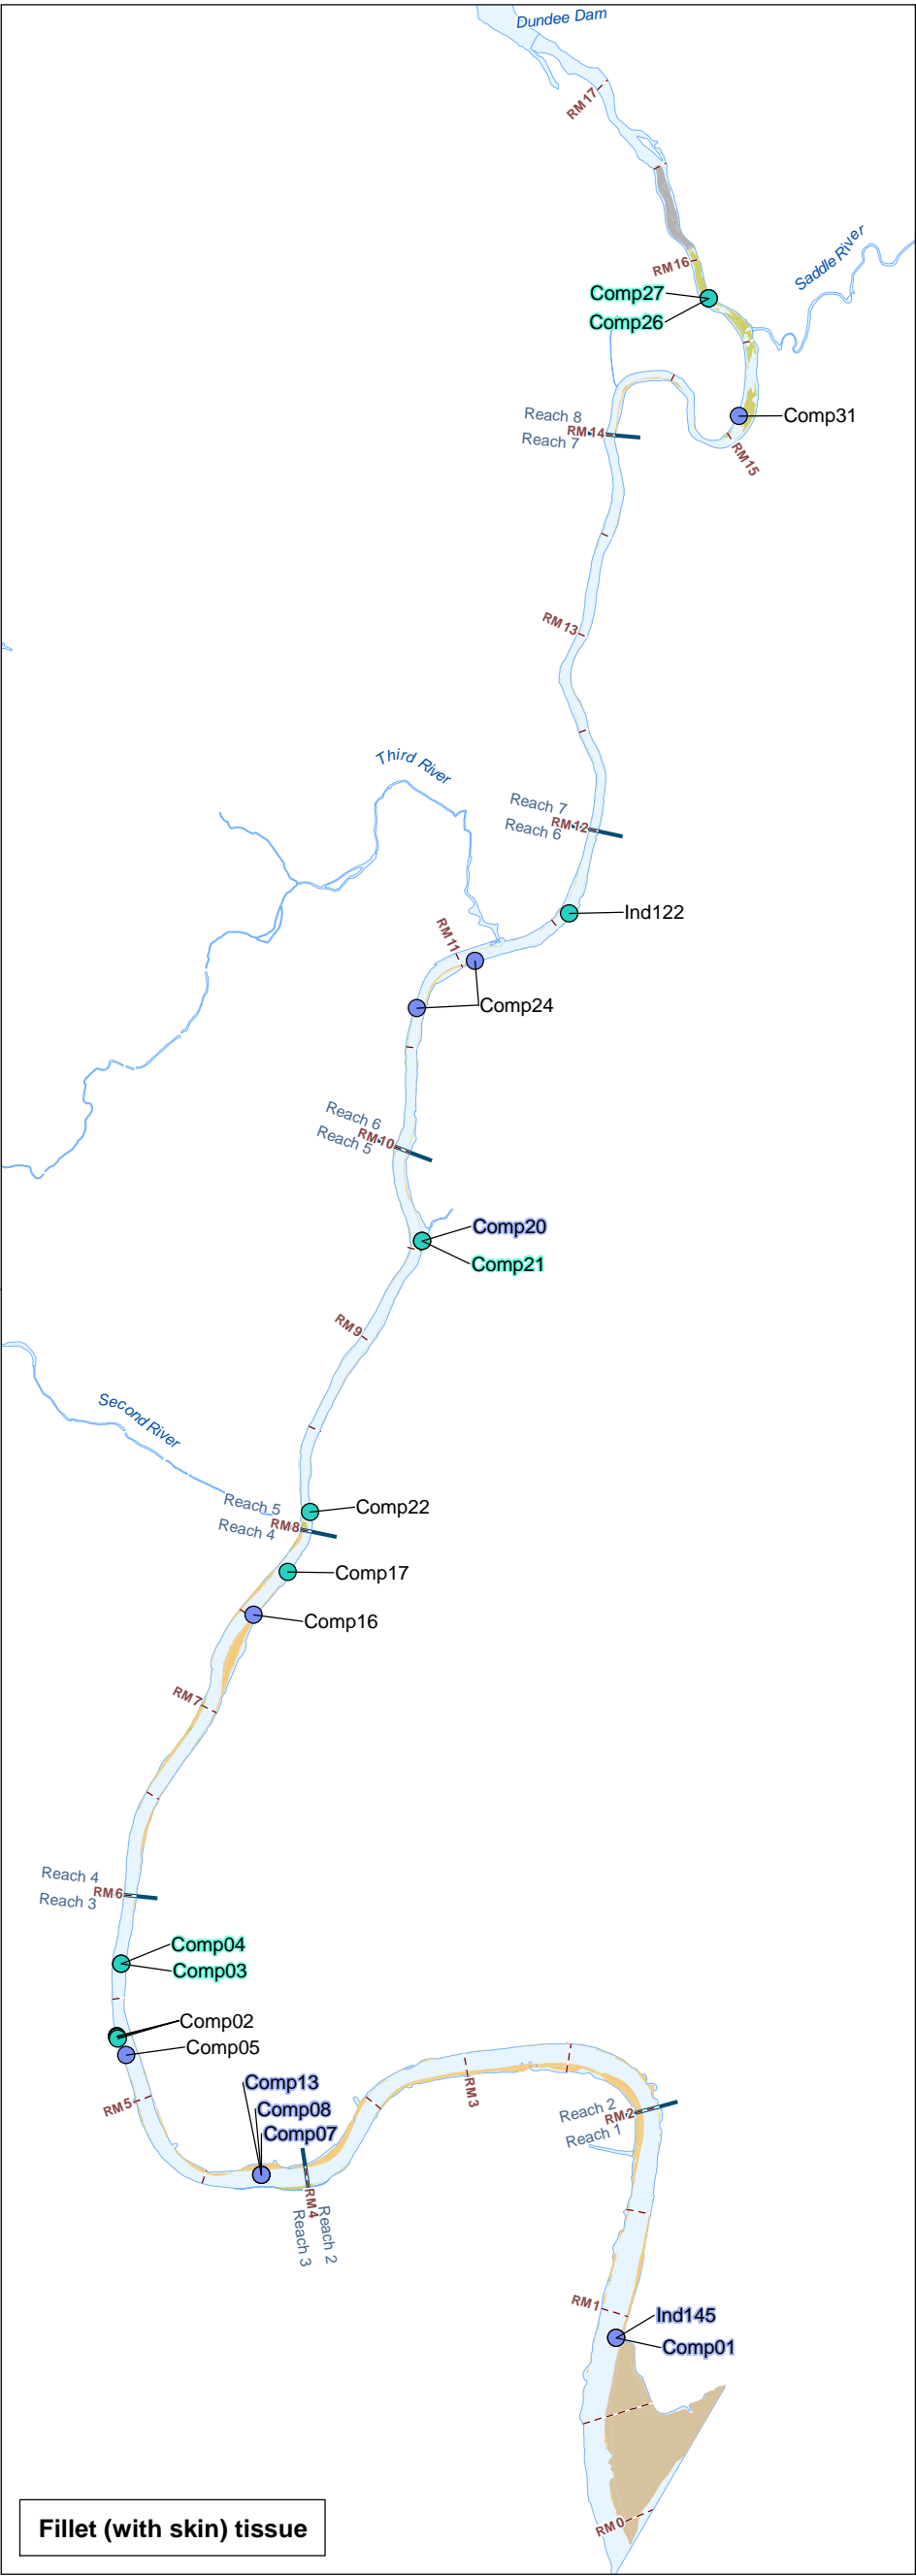 Dundee Dam
RM17
Saddle River
RM16
Comp27
Comp26
Comp31
Reach 8
RM14
Reach 7
RM15
RM13
Third River
Reach 7
RM12
Reach 6
Ind122
RM11
Comp24
Reach 6
RM10
Reach 5
Comp20
Comp21
RM9
Second River
Reach 5
Comp22
RM8
Reach 4
Comp17
Comp16
RM7
Reach 4
RM6
Reach 3
Comp04
Comp03
Comp02
Comp05
Comp13
RM3
RM5
Comp08
Reach 2
RM2
Comp07
Reach 1
RM4
Reach 2
Reach 3
RM1
Ind145
Comp01
RM0
Fillet (with skin) tissue